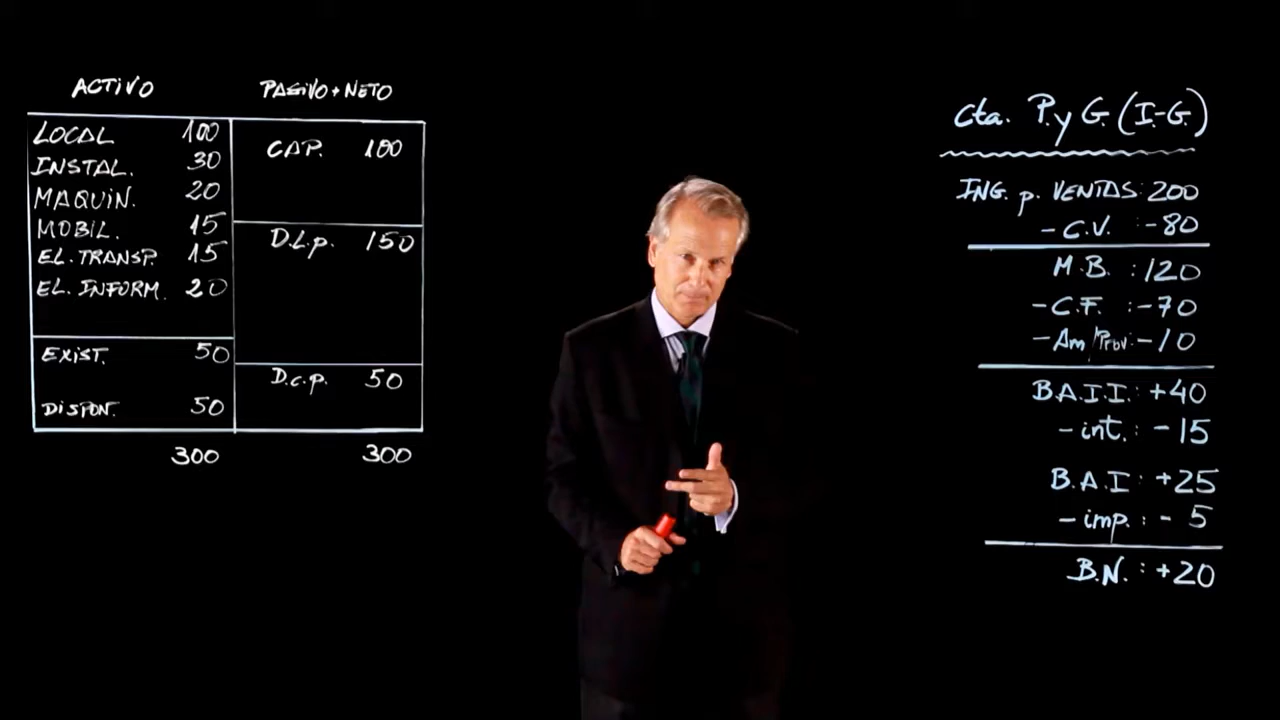 ACTIVO
PASIVO + NETO
LOCAL 100
INSTAL. 30
MAQUIN. 20
MOBIL. 15
EL. TRANSP. 15
EL. INFORM. 20
EXIST. 50
DISPON. 50
300
CAP. 100
D.L.p. 150
D.c.p. 50
300
Cta. P. y G. (I-G.)
ING. p. VENTAS: 200
- C.V. : -80
M.B. : 120
- C.F. : -70
- Am/Prov: -10
B.A.I.I.: +40
- int. : - 15
B.A.I : +25
- imp. : - 5
B.N. : +20